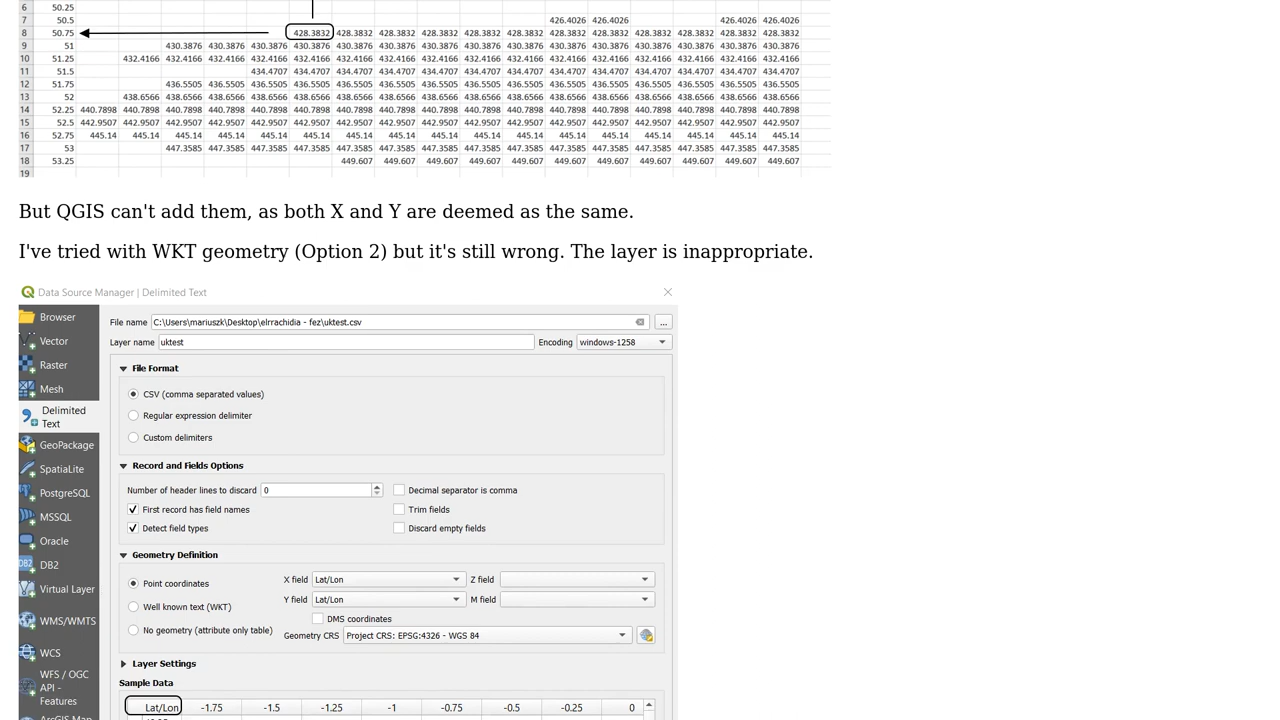 6 50.25
7 50.5 426.4026 426.4026 426.4026 426.4026
8 50.75 428.3832 428.3832 428.3832 428.3832 428.3832 428.3832 428.3832 428.3832 428.3832 428.3832 428.3832 428.3832
9 51 430.3876 430.3876 430.3876 430.3876 430.3876 430.3876 430.3876 430.3876 430.3876 430.3876 430.3876 430.3876 430.3876 430.3876 430.3876
10 51.25 432.4166 432.4166 432.4166 432.4166 432.4166 432.4166 432.4166 432.4166 432.4166 432.4166 432.4166 432.4166 432.4166 432.4166 432.4166 432.4166
11 51.5 434.4707 434.4707 434.4707 434.4707 434.4707 434.4707 434.4707 434.4707 434.4707 434.4707 434.4707 434.4707 434.4707
12 51.75 436.5505 436.5505 436.5505 436.5505 436.5505 436.5505 436.5505 436.5505 436.5505 436.5505 436.5505 436.5505 436.5505 436.5505 436.5505
13 52 438.6566 438.6566 438.6566 438.6566 438.6566 438.6566 438.6566 438.6566 438.6566 438.6566 438.6566 438.6566 438.6566 438.6566 438.6566 438.6566
14 52.25 440.7898 440.7898 440.7898 440.7898 440.7898 440.7898 440.7898 440.7898 440.7898 440.7898 440.7898 440.7898 440.7898 440.7898 440.7898 440.7898 440.7898
15 52.5 442.9507 442.9507 442.9507 442.9507 442.9507 442.9507 442.9507 442.9507 442.9507 442.9507 442.9507 442.9507 442.9507 442.9507 442.9507 442.9507 442.9507
16 52.75 445.14 445.14 445.14 445.14 445.14 445.14 445.14 445.14 445.14 445.14 445.14 445.14 445.14 445.14 445.14 445.14 445.14
17 53 447.3585 447.3585 447.3585 447.3585 447.3585 447.3585 447.3585 447.3585 447.3585 447.3585 447.3585 447.3585 447.3585 447.3585 447.3585
18 53.25 449.607 449.607 449.607 449.607 449.607 449.607 449.607 449.607 449.607 449.607 449.607
19
But QGIS can't add them, as both X and Y are deemed as the same.
I've tried with WKT geometry (Option 2) but it's still wrong. The layer is inappropriate.
Data Source Manager | Delimited Text
Browser
Vector
Raster
Mesh
Delimited
Text
GeoPackage
SpatiaLite
PostgreSQL
MSSQL
Oracle
DB2
Virtual Layer
WMS/WMTS
WCS
WFS / OGC
API -
Features
ArcGIS Map
File name C:\Users\mariuszk\Desktop\elrrachidia - fez\uktest.csv ...
Layer name uktest Encoding windows-1258
File Format
CSV (comma separated values)
Regular expression delimiter
Custom delimiters
Record and Fields Options
Number of header lines to discard 0 Decimal separator is comma
First record has field names Trim fields
Detect field types Discard empty fields
Geometry Definition
Point coordinates X field Lat/Lon Z field
Well known text (WKT) Y field Lat/Lon M field
DMS coordinates
No geometry (attribute only table) Geometry CRS Project CRS: EPSG:4326 - WGS 84
Layer Settings
Sample Data
Lat/Lon -1.75 -1.5 -1.25 -1 -0.75 -0.5 -0.25 0